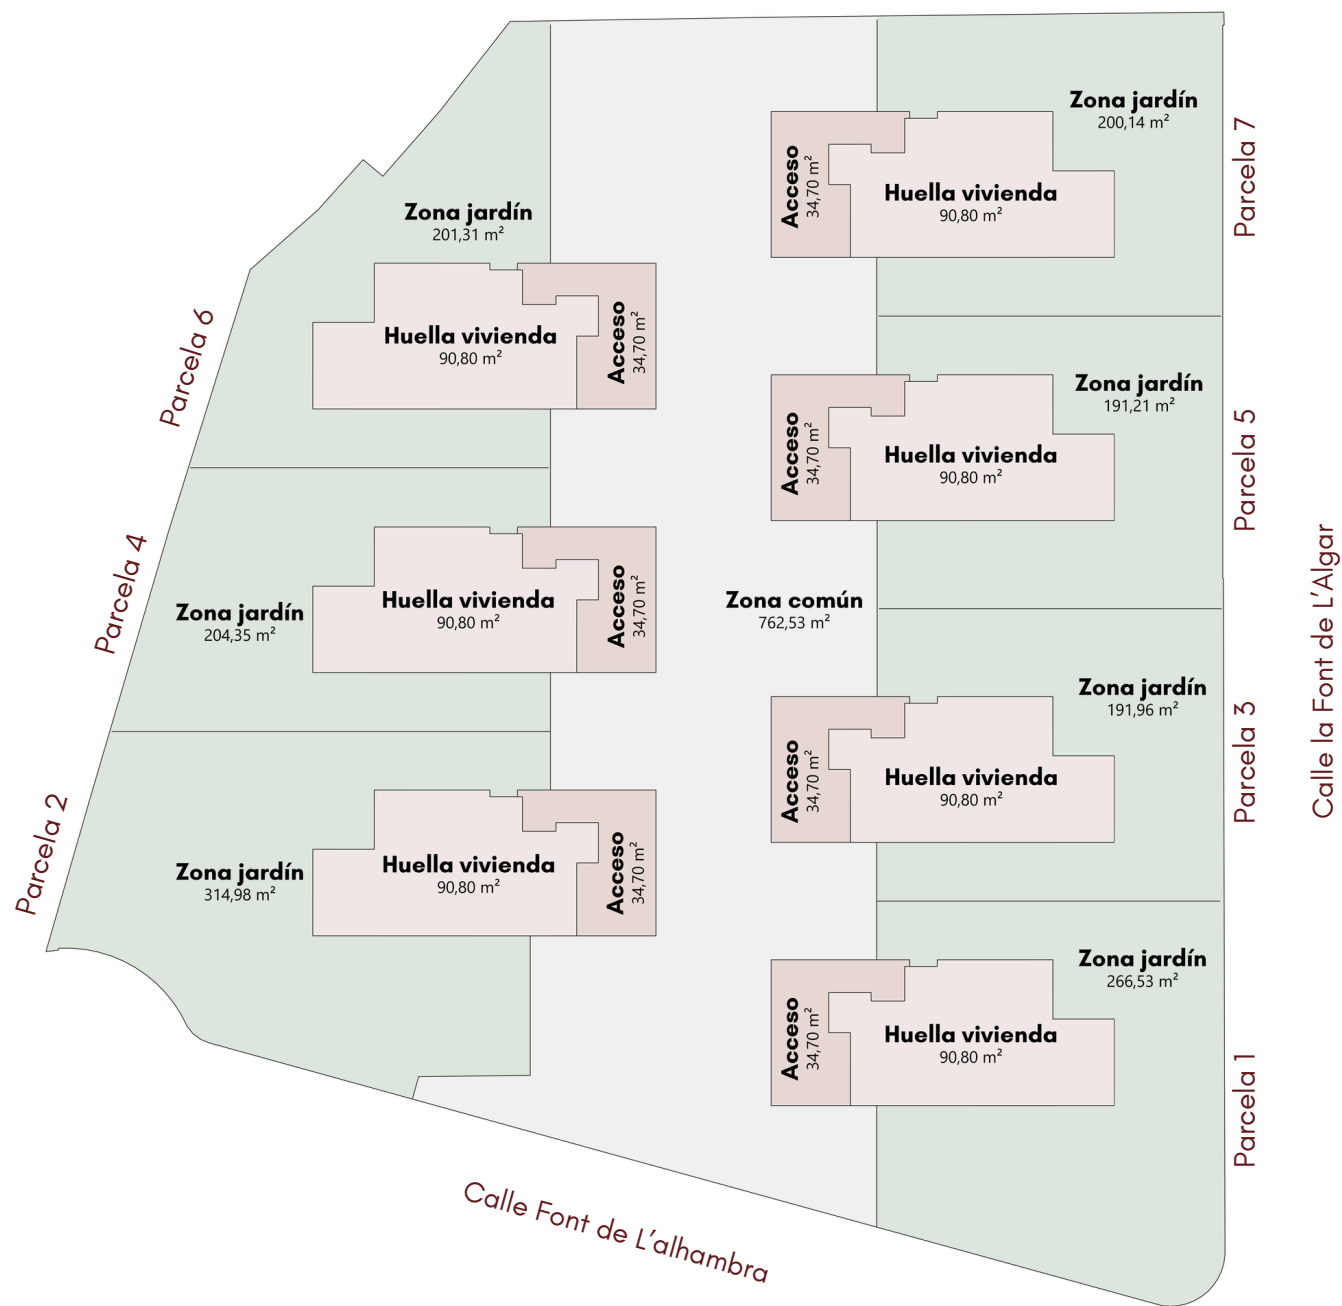 Zona jardín
200,14 m²
Parcela 7
Acceso
34,70 m²
Huella vivienda
90,80 m²
Zona jardín
201,31 m²
Parcela 6
Huella vivienda
90,80 m²
Acceso
34,70 m²
Zona jardín
191,21 m²
Parcela 5
Acceso
34,70 m²
Huella vivienda
90,80 m²
Parcela 4
Zona jardín
204,35 m²
Huella vivienda
90,80 m²
Acceso
34,70 m²
Zona común
762,53 m²
Calle la Font de L'Algar
Zona jardín
191,96 m²
Parcela 3
Acceso
34,70 m²
Huella vivienda
90,80 m²
Parcela 2
Zona jardín
314,98 m²
Huella vivienda
90,80 m²
Acceso
34,70 m²
Zona jardín
266,53 m²
Acceso
34,70 m²
Huella vivienda
90,80 m²
Parcela 1
Calle Font de L'alhambra